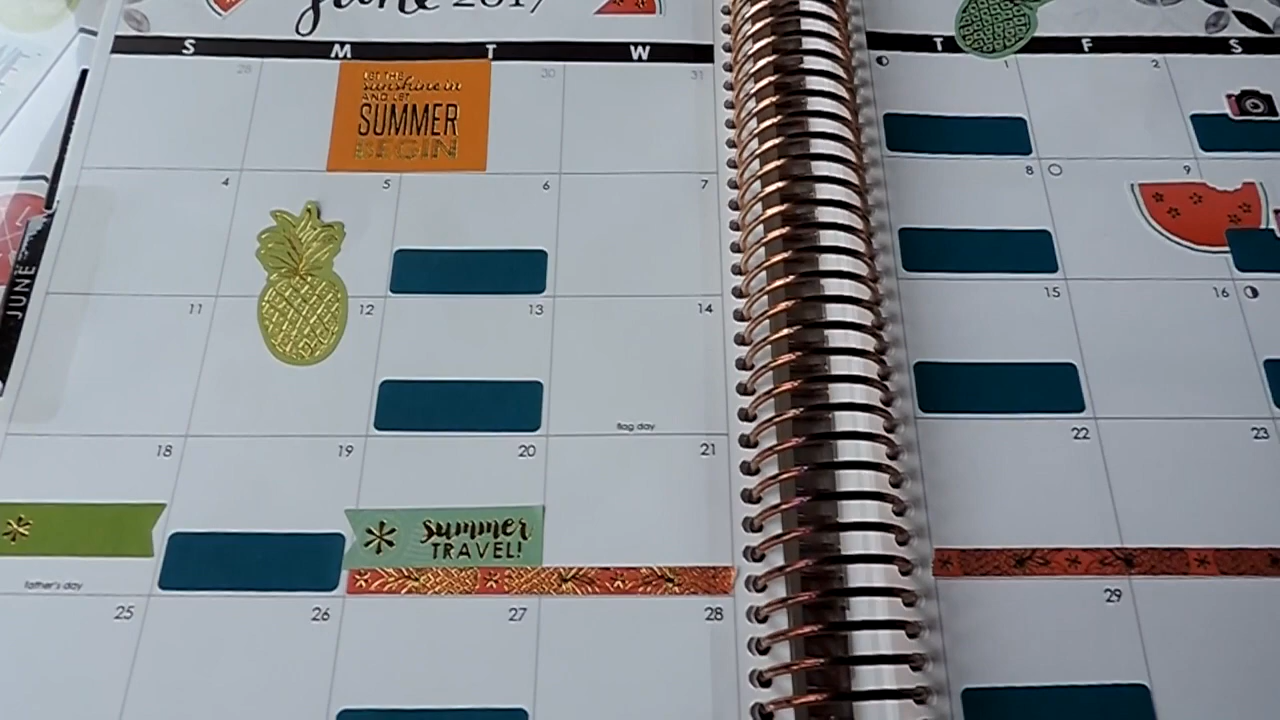 June 2017
S M T W T F S
28 30 31 1 2
LET THE
sunshine in
AND LET
SUMMER
BEGIN
4 5 6 7 8 9
11 12 13 14 15 16
flag day
18 19 20 21 22 23
summer
TRAVEL!
father's day
25 26 27 28 29
JUNE